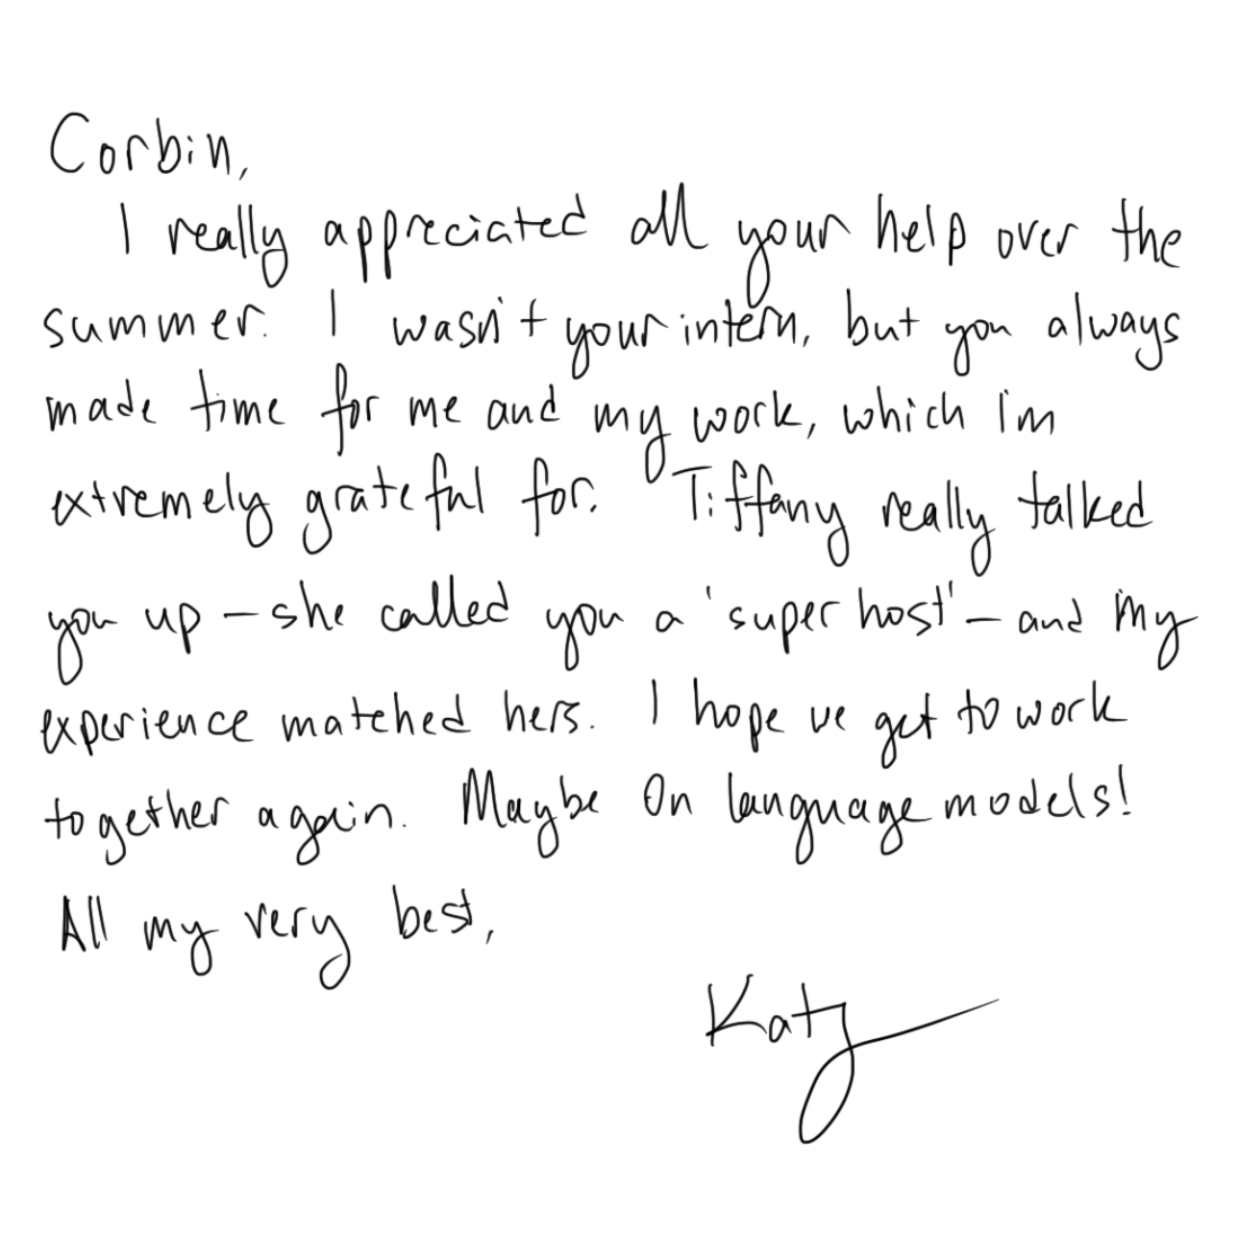 Corbin,
I really appreciated all your help over the
summer. I wasn't your intern, but you always
made time for me and my work, which I'm
extremely grateful for. Tiffany really talked
you up – she called you a 'super host' – and my
experience matched hers. I hope we get to work
together again. Maybe on language models!
All my very best,
Katy